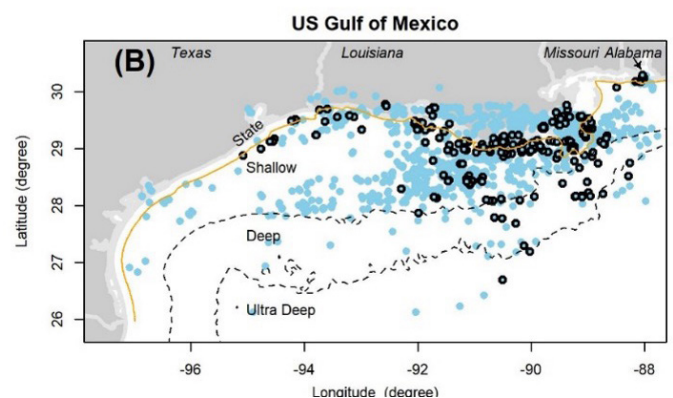 US Gulf of Mexico
(B)
Texas
Louisiana
Missouri Alabama
State
Shallow
Deep
Ultra Deep
30
29
28
27
26
Latitude (degree)
-96
-94
-92
-90
-88
Longitude (degree)